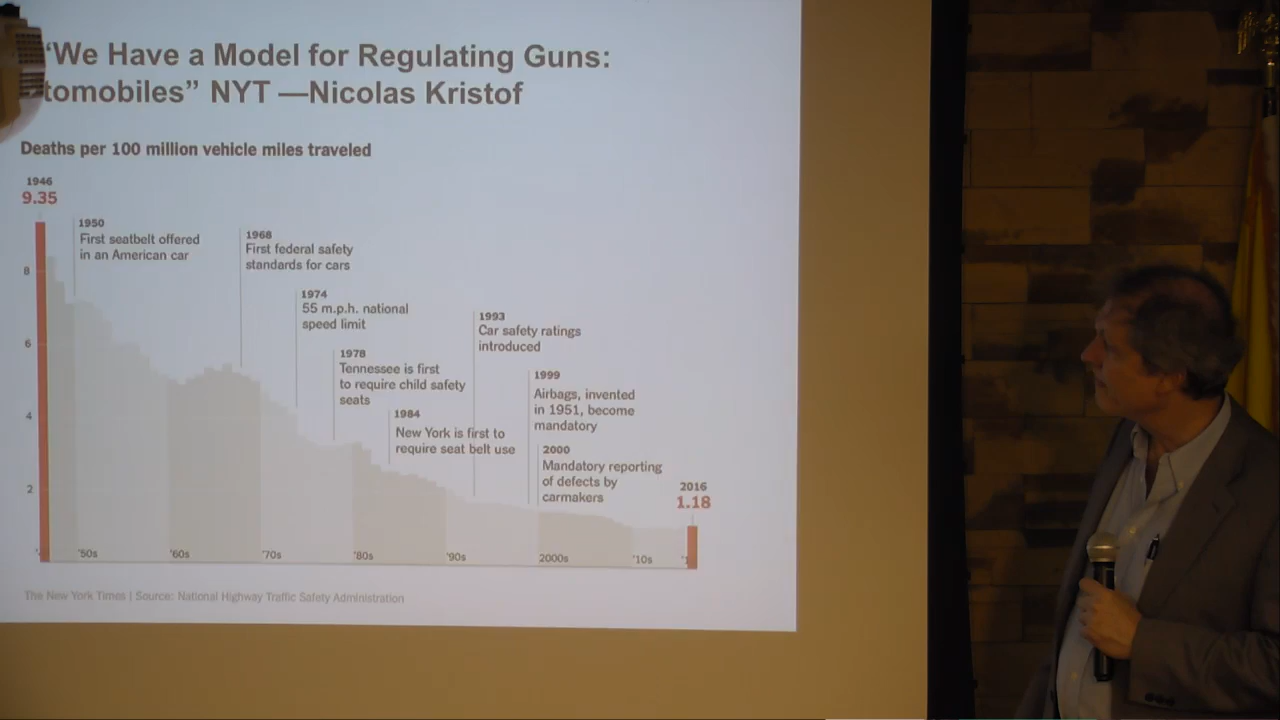 “We Have a Model for Regulating Guns:
tomobiles” NYT —Nicolas Kristof
Deaths per 100 million vehicle miles traveled
1946
9.35
1950
First seatbelt offered
in an American car
1968
First federal safety
standards for cars
1974
55 m.p.h. national
speed limit
1978
Tennessee is first
to require child safety
seats
1984
New York is first to
require seat belt use
1993
Car safety ratings
introduced
1999
Airbags, invented
in 1951, become
mandatory
2000
Mandatory reporting
of defects by
carmakers
2016
1.18
8
6
4
2
'50s
'60s
'70s
'80s
'90s
2000s
'10s
The New York Times | Source: National Highway Traffic Safety Administration